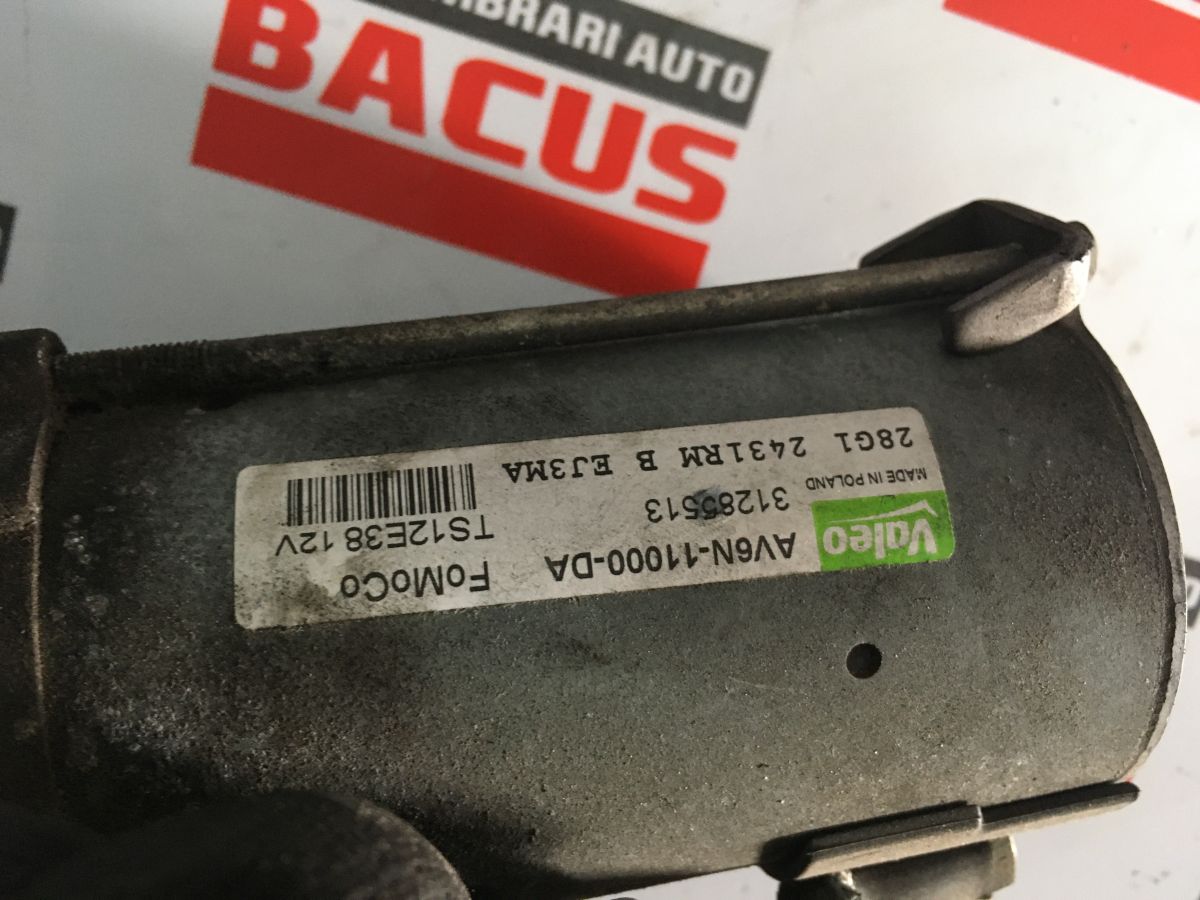 MBRARI AUTO
BACUS
Valeo
AV6N-11000-DA
FoMoCo
31285513
TS12E38 12V
MADE IN POLAND
28G1 2431RM B EJ3MA